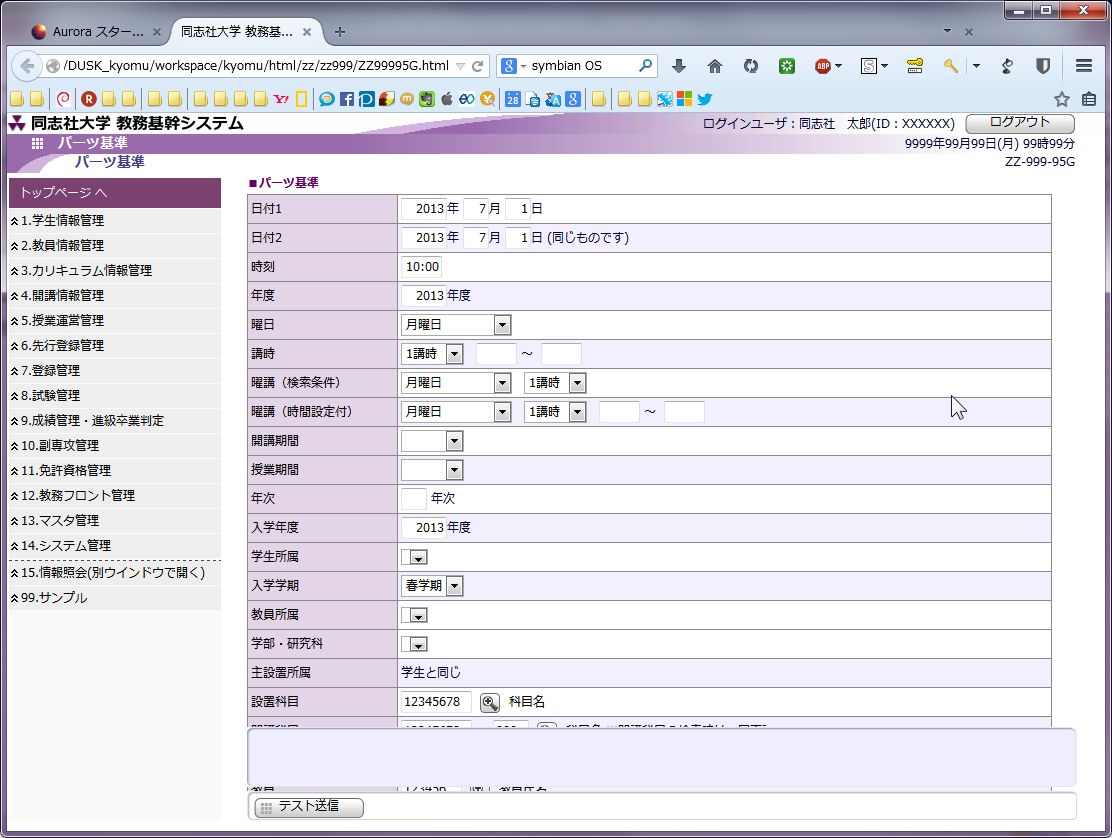 Aurora スター...
同志社大学 教務基...
/DUSK_kyomu/workspace/kyomu/html/zz/zz999/ZZ99995G.html
symbian OS
同志社大学 教務基幹システム
ログインユーザ：同志社　太郎(ID：XXXXXX)
ログアウト
パーツ基準
9999年99月99日(月) 99時99分
パーツ基準
ZZ-999-95G
トップページ へ
1.学生情報管理
2.教員情報管理
3.カリキュラム情報管理
4.開講情報管理
5.授業運営管理
6.先行登録管理
7.登録管理
8.試験管理
9.成績管理・進級卒業判定
10.副専攻管理
11.免許資格管理
12.教務フロント管理
13.マスタ管理
14.システム管理
15.情報照会(別ウインドウで開く)
99.サンプル
■パーツ基準
日付1 2013 年 7 月 1 日
日付2 2013 年 7 月 1 日 (同じものです)
時刻 10:00
年度 2013 年度
曜日 月曜日
講時 1講時 ～
曜講（検索条件） 月曜日 1講時
曜講（時間設定付） 月曜日 1講時 ～
開講期間
授業期間
年次 年次
入学年度 2013 年度
学生所属
入学学期 春学期
教員所属
学部・研究科
主設置所属 学生と同じ
設置科目 12345678 科目名
テスト送信